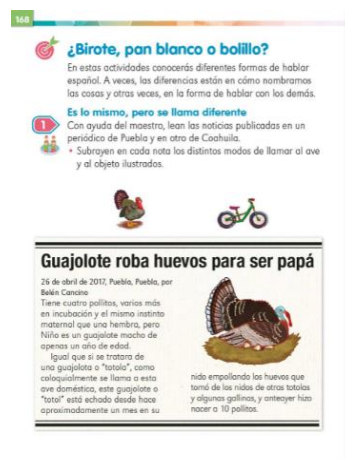 168
¿Birote, pan blanco o bolillo?
En estas actividades conocerás diferentes formas de hablar
español. A veces, las diferencias están en cómo nombramos
las cosas y otras veces, en la forma de hablar con los demás.
Es lo mismo, pero se llama diferente
1
Con ayuda del maestro, lean las noticias publicadas en un
periódico de Puebla y en otro de Coahuila.
• Subrayen en cada nota los distintos modos de llamar al ave
y al objeto ilustrados.
Guajolote roba huevos para ser papá
26 de abril de 2017, Puebla, Puebla, por
Belén Cancino
Tiene cuatro pollitos, varios más
en incubación y el mismo instinto
maternal que una hembra, pero
Niño es un guajolote macho de
apenas un año de edad.
Igual que si se tratara de
una guajolota o "totola", como
coloquialmente se llama a esta
ave doméstica, este guajolote o
"totol" está echado desde hace
aproximadamente un mes en su
nido empollando los huevos que
tomó de los nidos de otras totolas
y algunas gallinas, y anteayer hizo
nacer a 10 pollitos.